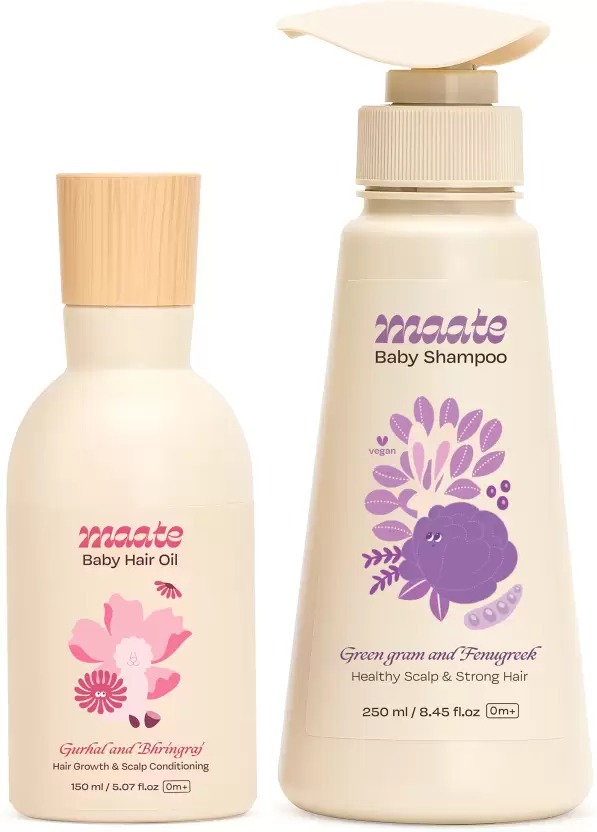 maate
Baby Hair Oil
Gurhal and Bhringraj
Hair Growth & Scalp Conditioning
150 ml / 5.07 fl.oz 0m+
maate
Baby Shampoo
vegan
Green gram and Fenugreek
Healthy Scalp & Strong Hair
250 ml / 8.45 fl.oz 0m+